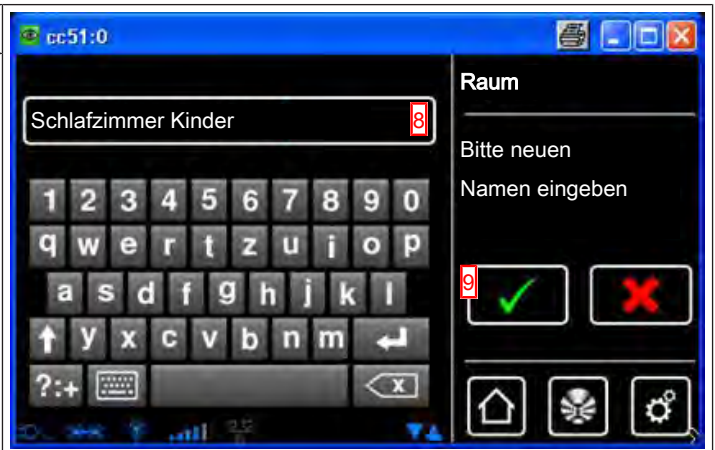 cc51:0
Raum
Schlafzimmer Kinder 8
Bitte neuen
Namen eingeben
1 2 3 4 5 6 7 8 9 0
q w e r t z u i o p
a s d f g h j k l
9
y x c v b n m
?:+ x